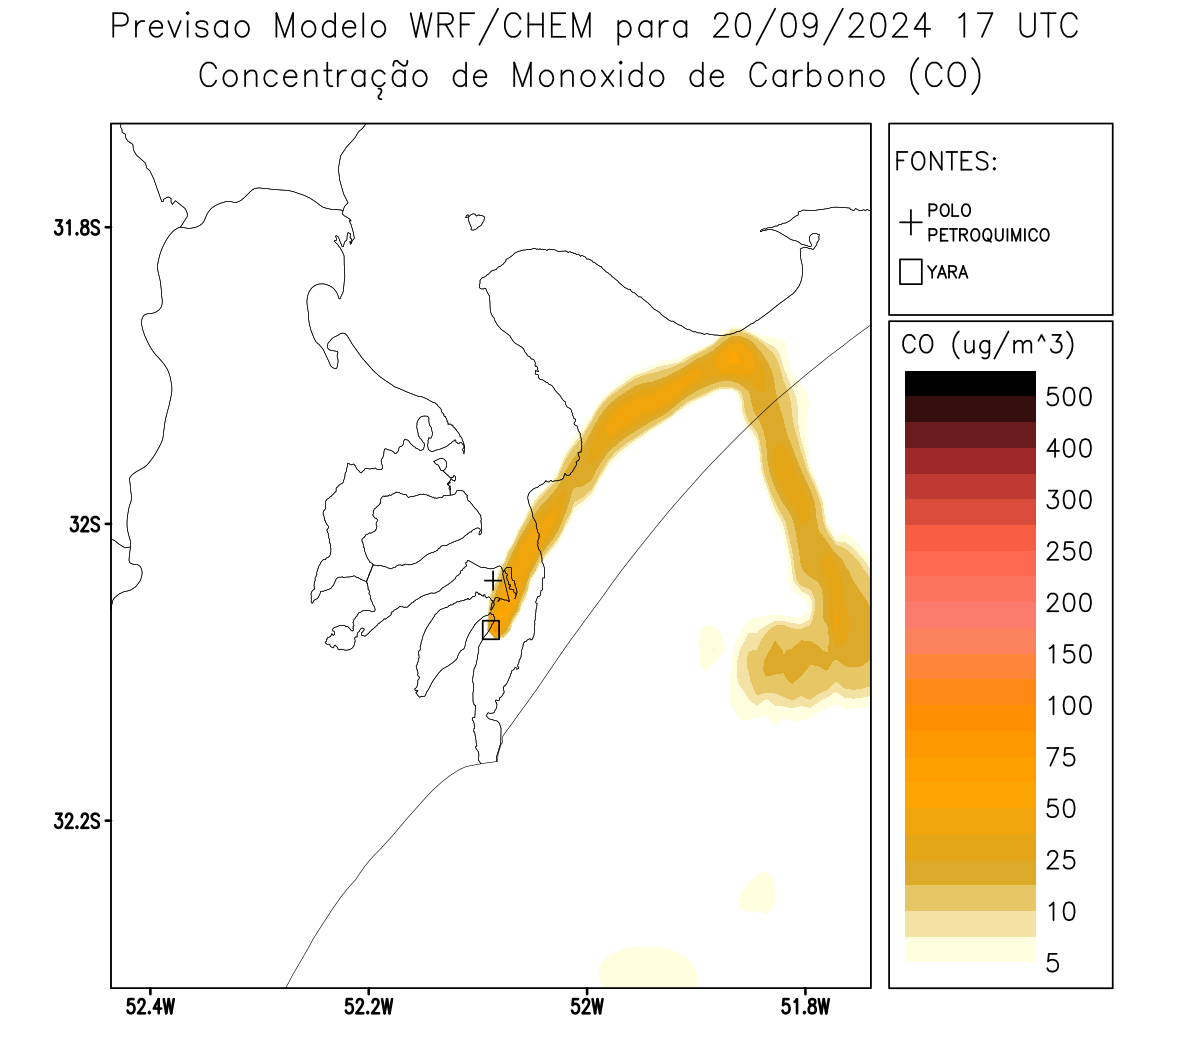 Previsao Modelo WRF/CHEM para 20/09/2024 17 UTC
Concentração de Monoxido de Carbono (CO)
FONTES:
POLO
PETROQUIMICO
YARA
CO (ug/m^3)
500
400
300
250
200
150
100
75
50
25
10
5
31.8S
32S
32.2S
52.4W
52.2W
52W
51.8W